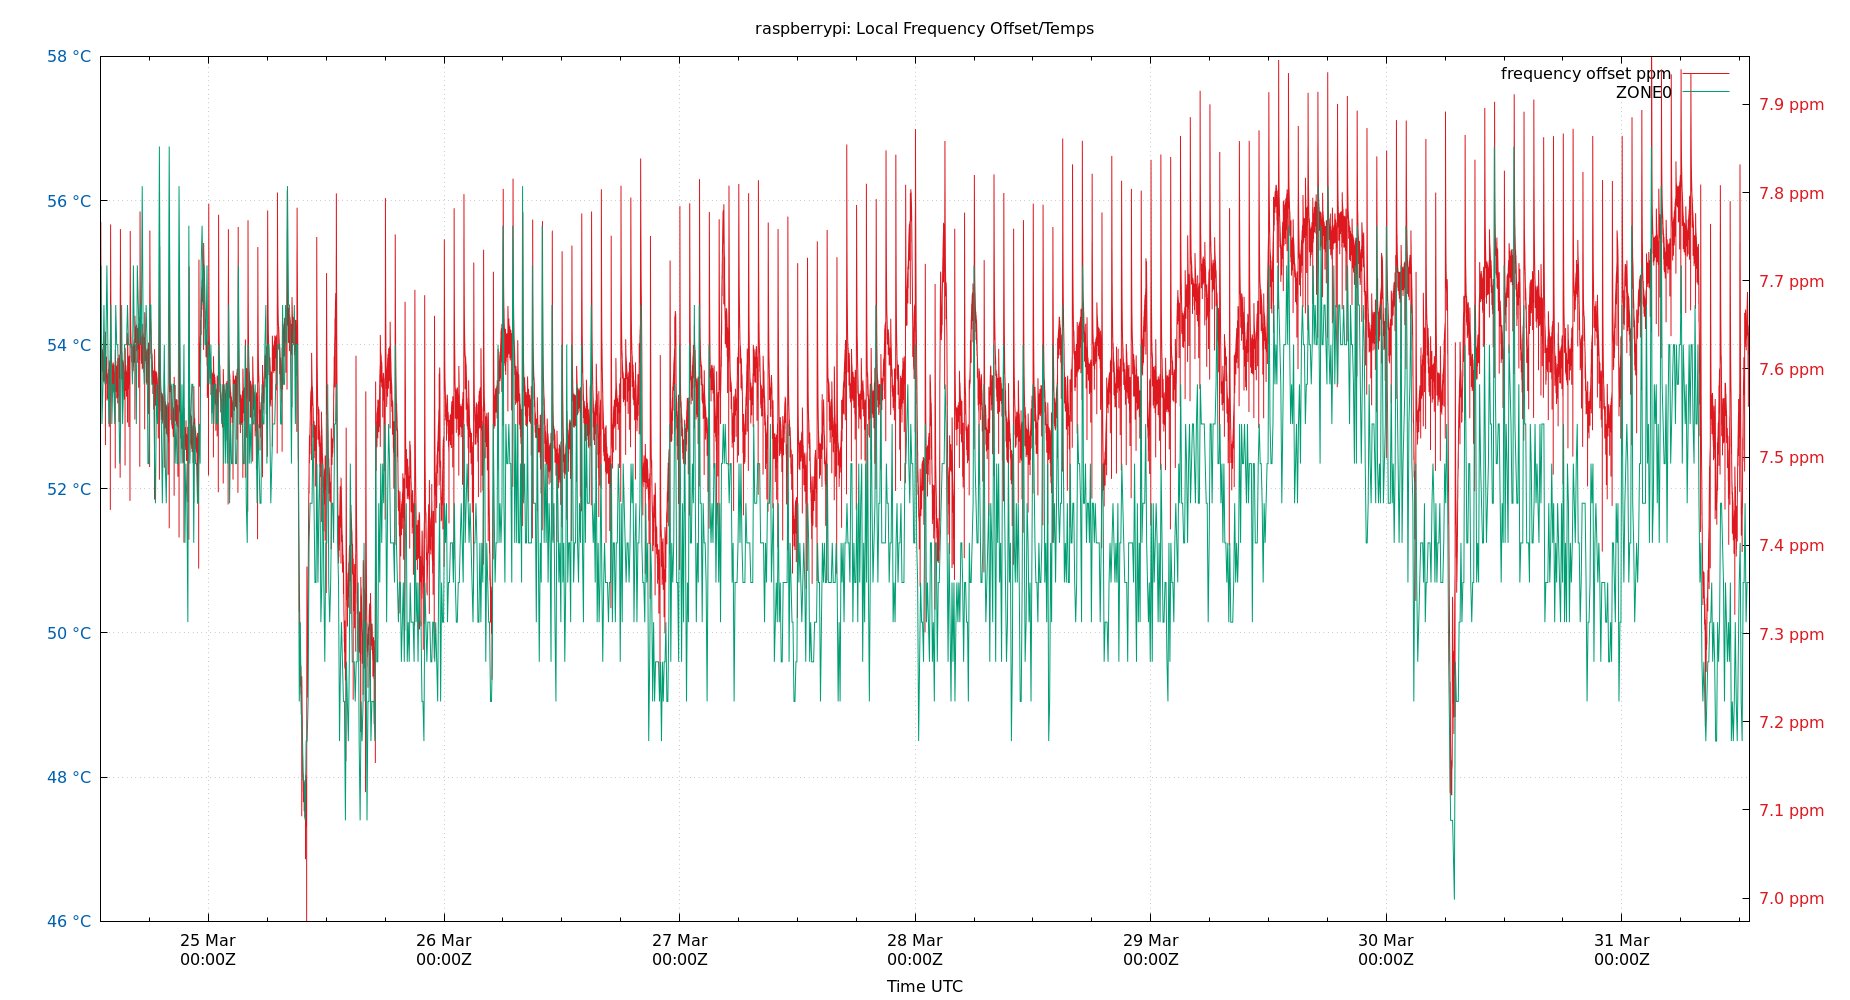 raspberrypi: Local Frequency Offset/Temps
58 °C
56 °C
54 °C
52 °C
50 °C
48 °C
46 °C
frequency offset ppm
ZONE0
7.9 ppm
7.8 ppm
7.7 ppm
7.6 ppm
7.5 ppm
7.4 ppm
7.3 ppm
7.2 ppm
7.1 ppm
7.0 ppm
25 Mar
00:00Z
26 Mar
00:00Z
27 Mar
00:00Z
28 Mar
00:00Z
29 Mar
00:00Z
30 Mar
00:00Z
31 Mar
00:00Z
Time UTC